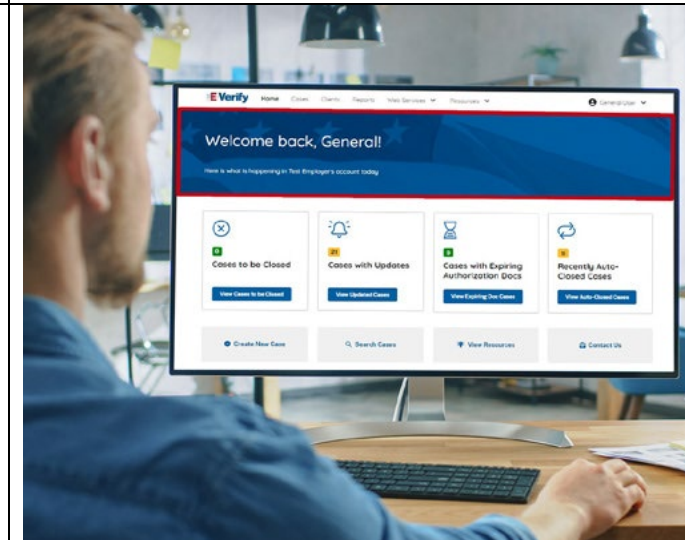 E Verify Home Cases Clients Reports Web Services Resources General User
Welcome back, General!
Here is what is happening in Test Employer's account today
0
Cases to be Closed
View Cases to be Closed
21
Cases with Updates
View Updated Cases
0
Cases with Expiring
Authorization Docs
View Expiring Doc Cases
Recently Auto-
Closed Cases
View Auto-Closed Cases
Create New Case
Search Cases
View Resources
Contact Us